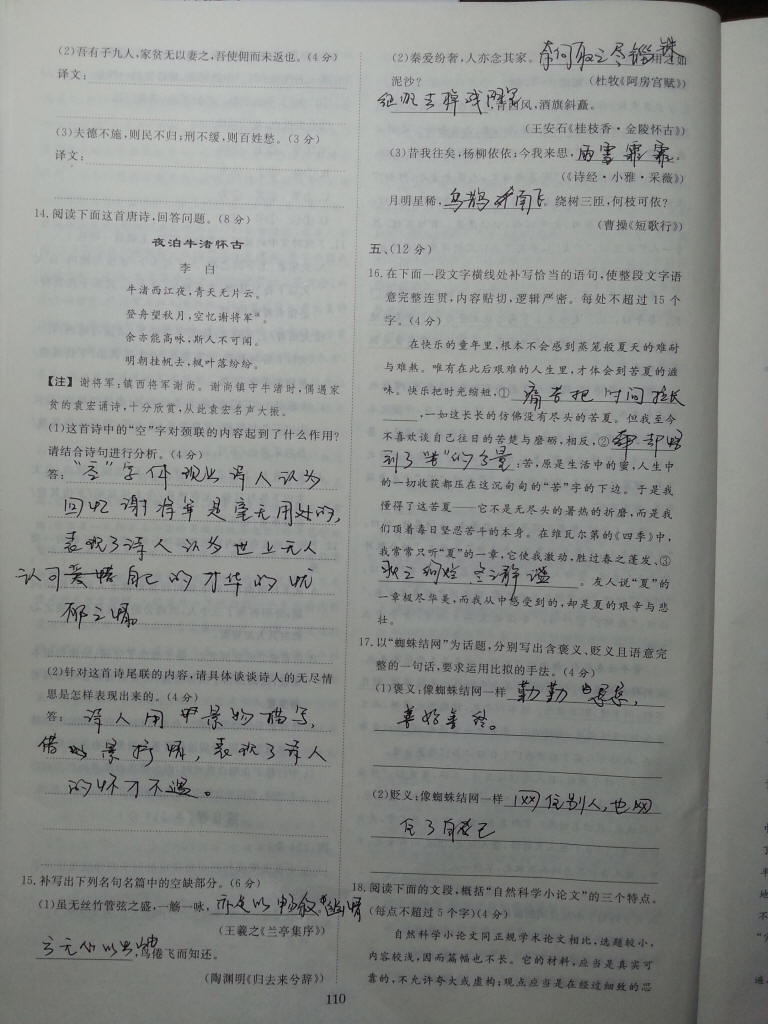 (2)吾有子九人,家贫无以妻之,吾使佣而未返也。(4分)
译文:
(3)夫德不施,则民不归;刑不缓,则百姓愁。(3分)
译文:
14.阅读下面这首唐诗,回答问题。(8分)
夜泊牛渚怀古
李 白
牛渚西江夜,青天无片云。
登舟望秋月,空忆谢将军
余亦能高咏,斯人不可闻。
明朝挂帆去,枫叶落纷纷。
【注】 谢将军:镇西将军谢尚。谢尚镇守牛渚时,偶遇家
贫的袁宏诵诗,十分欣赏,从此袁宏名声大振。
(1)这首诗中的“空”字对颈联的内容起到了什么作用?
请结合诗句进行分析。(4分)
答: “空”字体现出诗人认为
回忆谢将军是毫无用处的,
表现了诗人认为世上无人
认可自己的才华的忧
郁之情。
(2)针对这首诗尾联的内容,请具体谈谈诗人的无尽情
思是怎样表现出来的。(4分)
答: 诗人用景物描写,
借景抒情,表现了诗人
的怀才不遇。
15.补写出下列名句名篇中的空缺部分。(6分)
(1)虽无丝竹管弦之盛,一觞一咏,亦足以畅叙幽情
(王羲之《兰亭集序》)
云无心以出岫,鸟倦飞而知还。
(陶渊明《归去来兮辞》)
(2)秦爱纷奢,人亦念其家。奈何取之尽锱铢,用之如
泥沙?
(杜牧《阿房宫赋》)
去棹残阳里,背西风,酒旗斜矗。
(王安石《桂枝香·金陵怀古》)
(3)昔我往矣,杨柳依依;今我来思,雨雪霏霏。
(《诗经·小雅·采薇》)
月明星稀,乌鹊南飞。绕树三匝,何枝可依?
(曹操《短歌行》)
五、(12分)
16.在下面一段文字横线处补写恰当的语句,使整段文字语
意完整连贯,内容贴切,逻辑严密。每处不超过15个
字。(4分)
在快乐的童年里,根本不会感到蒸笼般夏天的难耐
与难熬。唯有在此后艰难的人生里,才体会到苦夏的滋
味。快乐把时光缩短,① 痛苦把时间拉长
,一如这长长的仿佛没有尽头的苦夏。但我至今
不喜欢谈自己往日的苦楚与磨砺,相反,②
到了“苦”的;苦,原是生活中的蜜,人生中
的一切收获都压在这沉甸甸的“苦”字的下边。于是我
懂得了这苦夏——它不是无尽头的暑热的折磨,而是我
们顶着毒日坚忍苦斗的本身。在维瓦尔第的《四季》中,
我常常只听“夏”的一章,它使我激动,胜过春之蓬发、③
秋之绚烂、冬之静谧。友人说“夏”的一
章极尽华美,而我从中感受到的,却是夏的艰辛与悲
壮。
17.以“蜘蛛结网”为话题,分别写出含褒义、贬义且语意完
整的一句话,要求运用比拟的手法。(4分)
(1)褒义:像蜘蛛结网一样 勤勤恳恳,
善始善终。
(2)贬义:像蜘蛛结网一样 网住别人,也网
住了自己
18.阅读下面的文段,概括“自然科学小论文”的三个特点。
(每点不超过5个字)(4分)
自然科学小论文同正规学术论文相比,选题较小,
内容较浅,因而篇幅也不长。它的材料,应当是真实可
靠的,不允许夸大或虚构;观点应当是在经过细致的思
110